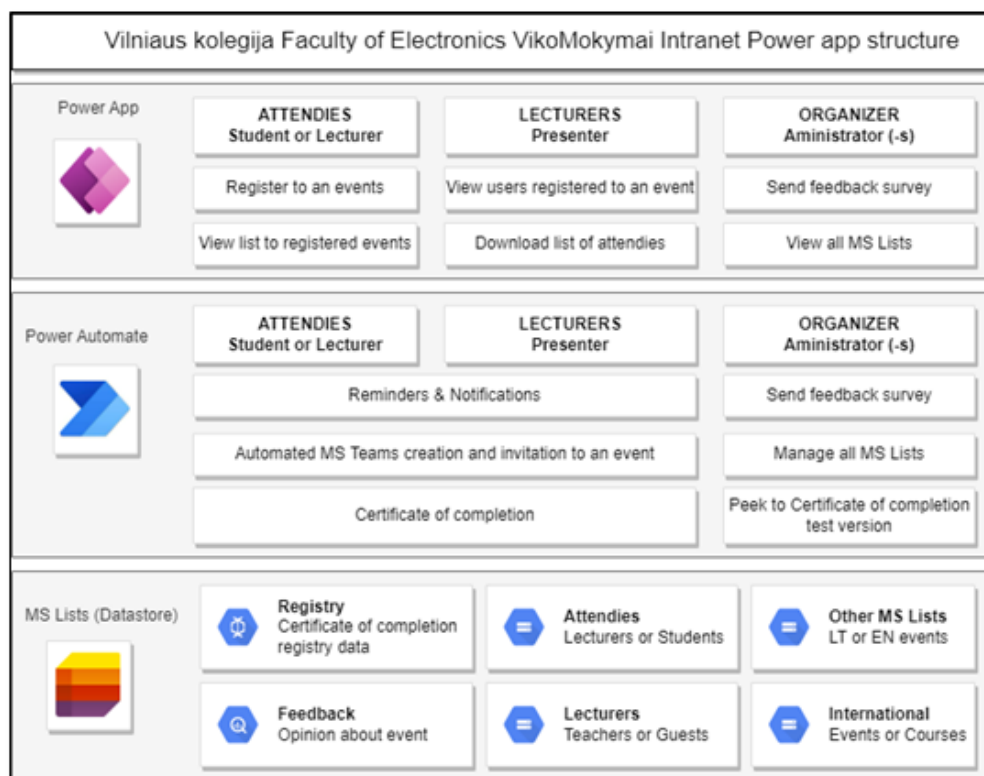 Vilniaus kolegija Faculty of Electronics VikoMokymai Intranet Power app structure
Power App
ATTENDIES
Student or Lecturer
LECTURERS
Presenter
ORGANIZER
Aministrator (-s)
Register to an events
View users registered to an event
Send feedback survey
View list to registered events
Download list of attendies
View all MS Lists
Power Automate
ATTENDIES
Student or Lecturer
LECTURERS
Presenter
ORGANIZER
Aministrator (-s)
Reminders & Notifications
Send feedback survey
Automated MS Teams creation and invitation to an event
Manage all MS Lists
Certificate of completion
Peek to Certificate of completion
test version
MS Lists (Datastore)
Registry
Certificate of completion
registry data
Attendies
Lecturers or Students
Other MS Lists
LT or EN events
Feedback
Opinion about event
Lecturers
Teachers or Guests
International
Events or Courses